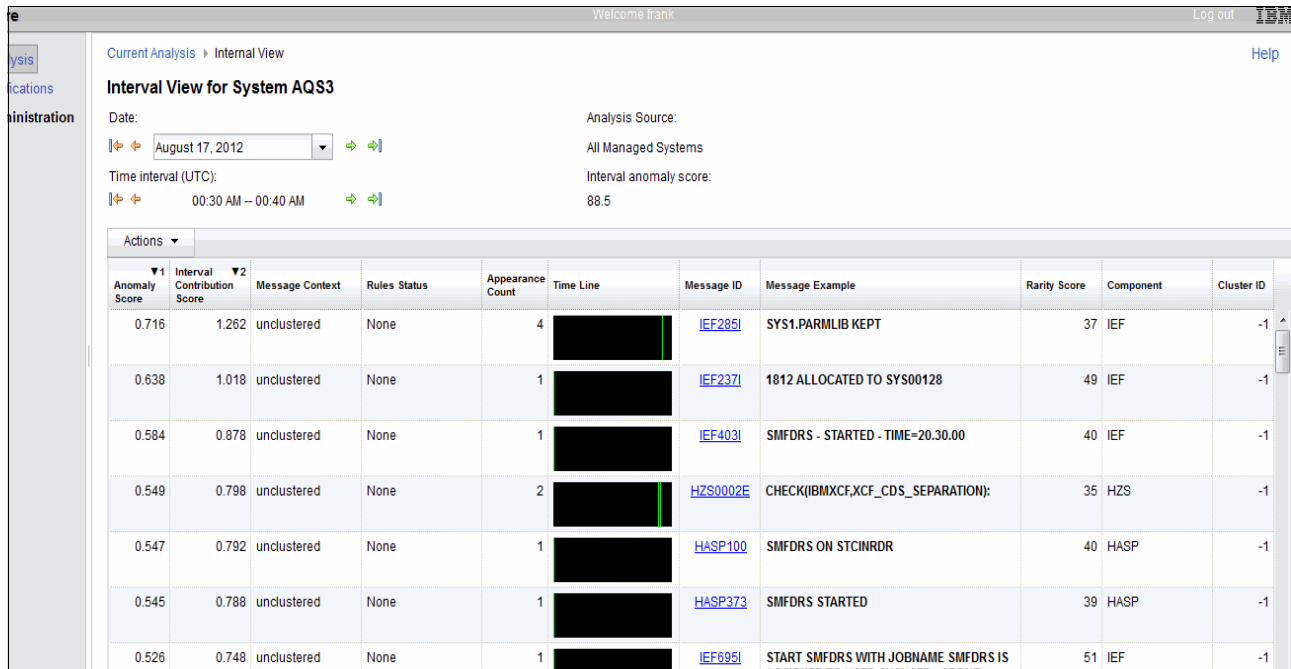 re Welcome frank Log out IBM
lysis Current Analysis Internal View Help
ications
Interval View for System AQS3
ministration
Date: Analysis Source:
August 17, 2012 All Managed Systems
Time interval (UTC): Interval anomaly score:
00:30 AM -- 00:40 AM 88.5
Actions
▼1 Anomaly Score Interval ▼2 Contribution Score Message Context Rules Status Appearance Count Time Line Message ID Message Example Rarity Score Component Cluster ID
0.716 1.262 unclustered None 4 IEF285I SYS1.PARMLIB KEPT 37 IEF -1
0.638 1.018 unclustered None 1 IEF237I 1812 ALLOCATED TO SYS00128 49 IEF -1
0.584 0.878 unclustered None 1 IEF403I SMFDRS - STARTED - TIME=20.30.00 40 IEF -1
0.549 0.798 unclustered None 2 HZS0002E CHECK(IBMXCF,XCF_CDS_SEPARATION): 35 HZS -1
0.547 0.792 unclustered None 1 HASP100 SMFDRS ON STCINRDR 40 HASP -1
0.545 0.788 unclustered None 1 HASP373 SMFDRS STARTED 39 HASP -1
0.526 0.748 unclustered None 1 IEF695I START SMFDRS WITH JOBNAME SMFDRS IS 51 IEF -1